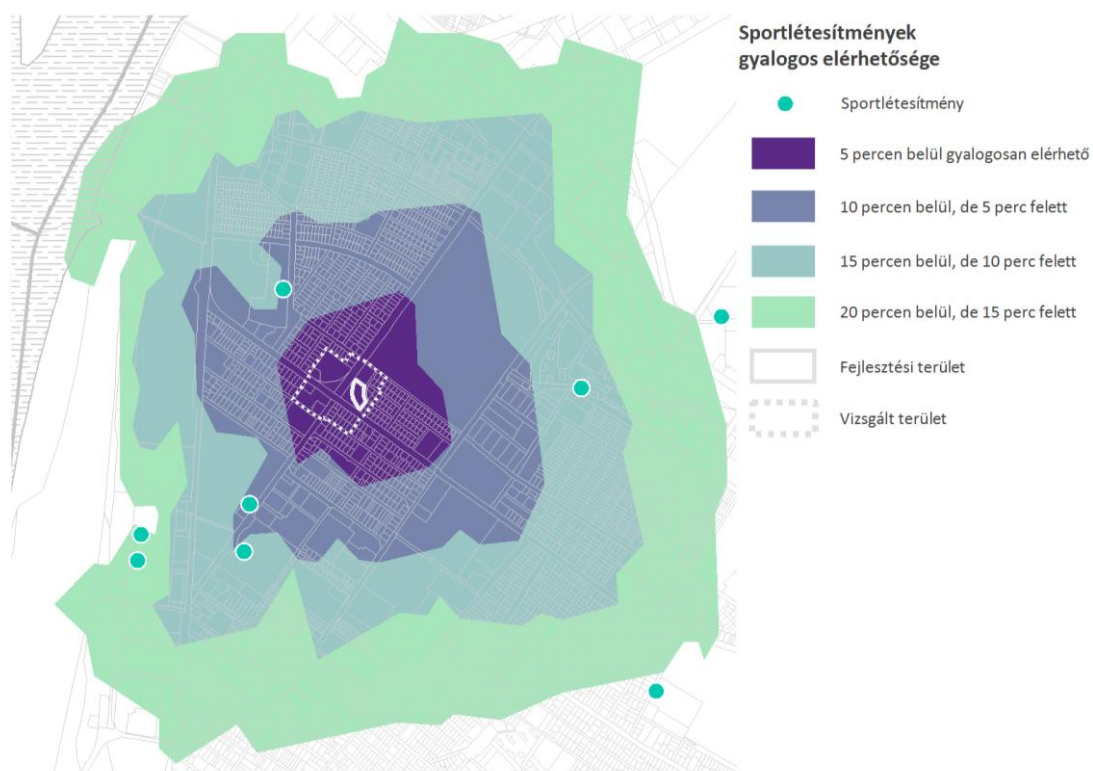 Sportlétesítmények
gyalogos elérhetősége
Sportlétesítmény
5 percen belül gyalogosan elérhető
10 percen belül, de 5 perc felett
15 percen belül, de 10 perc felett
20 percen belül, de 15 perc felett
Fejlesztési terület
Vizsgált terület